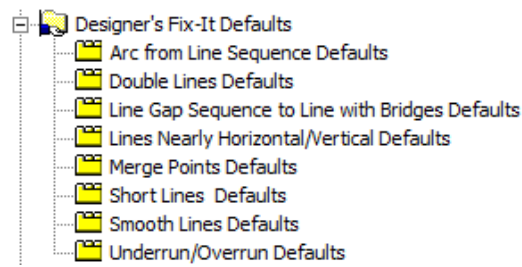 Designer's Fix-It Defaults
Arc from Line Sequence Defaults
Double Lines Defaults
Line Gap Sequence to Line with Bridges Defaults
Lines Nearly Horizontal/Vertical Defaults
Merge Points Defaults
Short Lines  Defaults
Smooth Lines Defaults
Underrun/Overrun Defaults